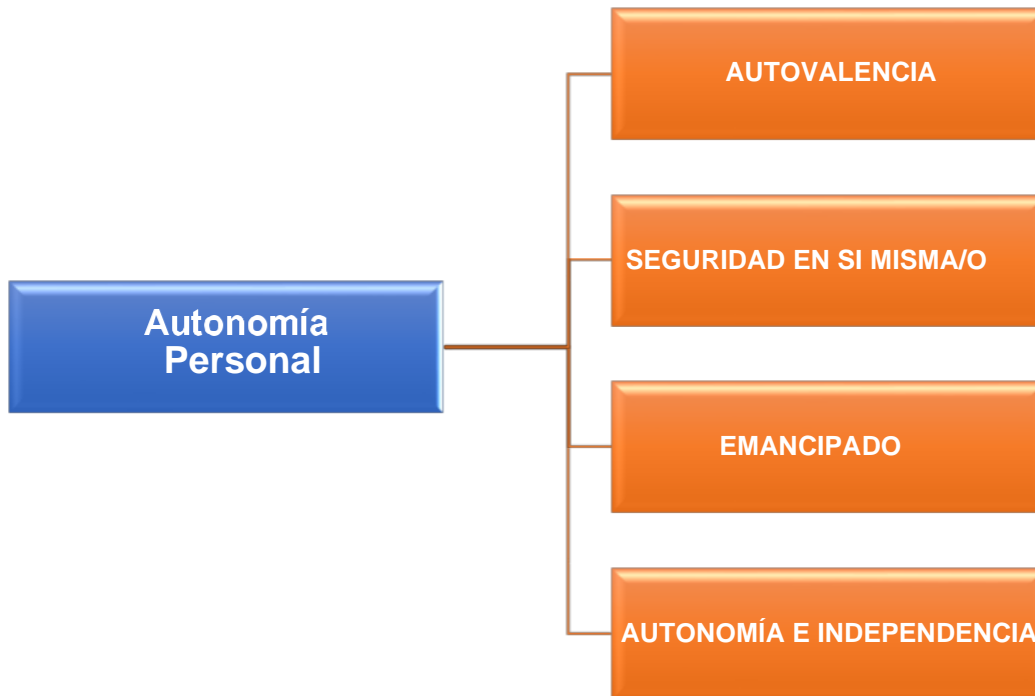 Autonomía
Personal
AUTOVALENCIA
SEGURIDAD EN SI MISMA/O
EMANCIPADO
AUTONOMÍA E INDEPENDENCIA